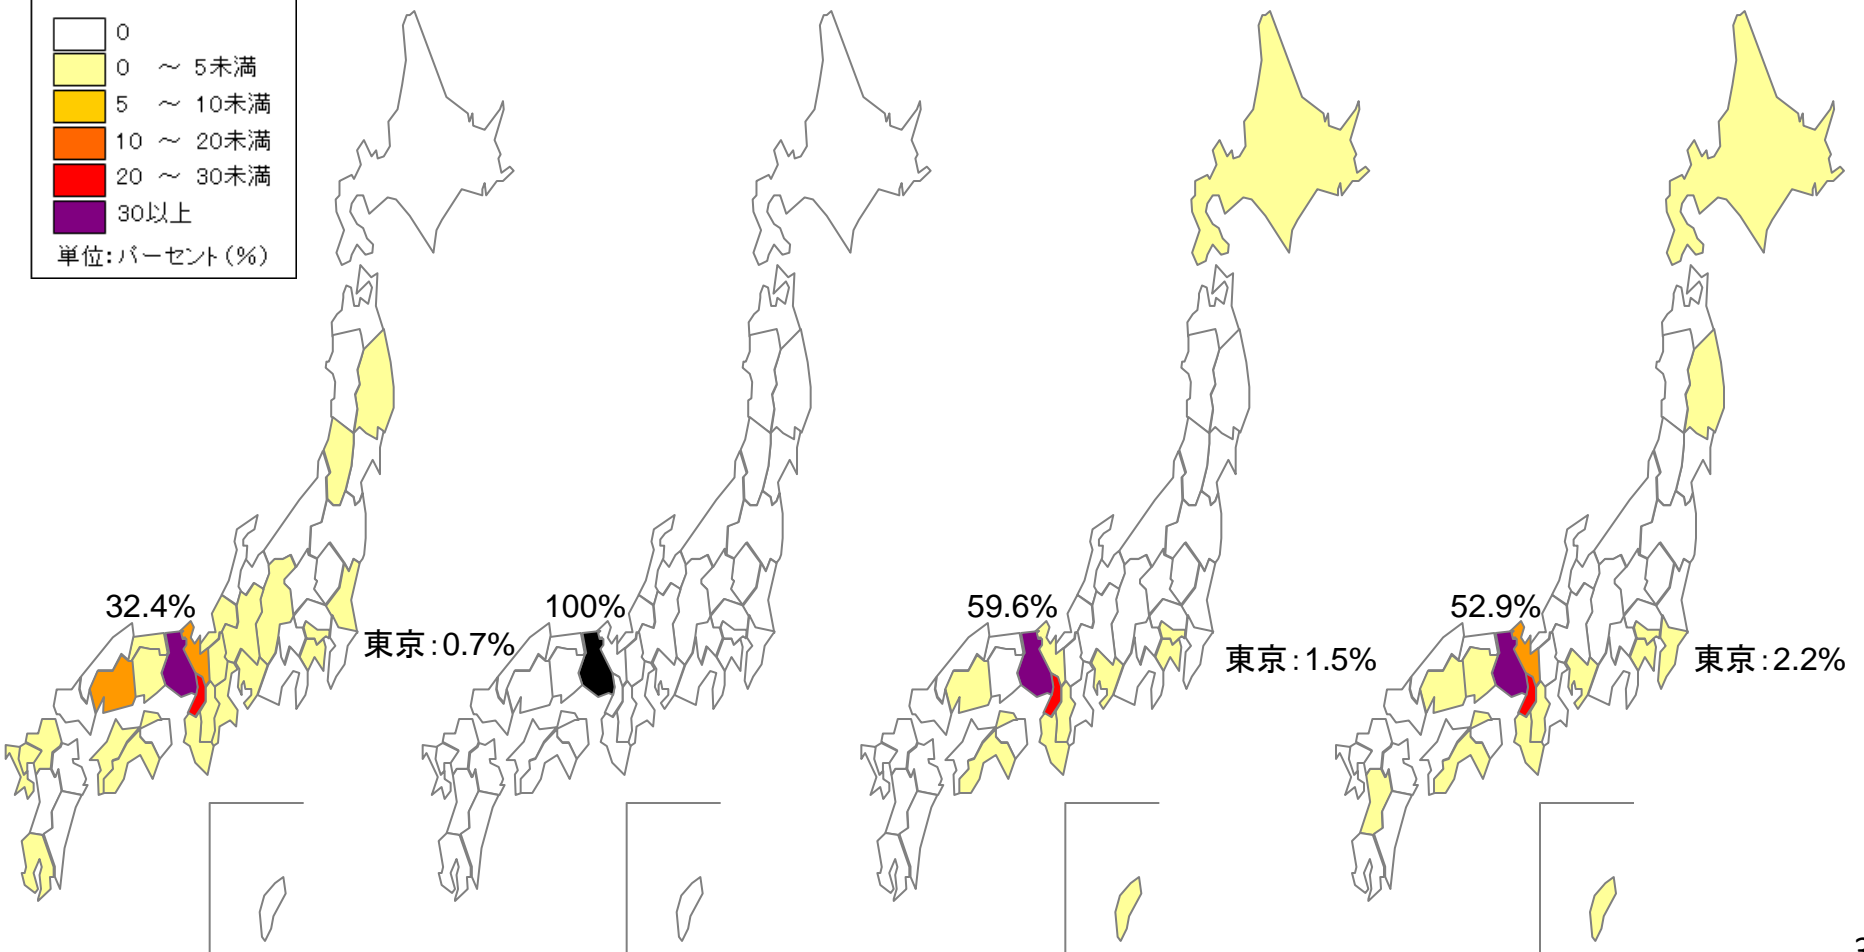 0
0 ～ 5未満
5 ～ 10未満
10 ～ 20未満
20 ～ 30未満
30以上
単位:パーセント(%)
32.4%
東京:0.7%
100%
59.6%
東京:1.5%
52.9%
東京:2.2%